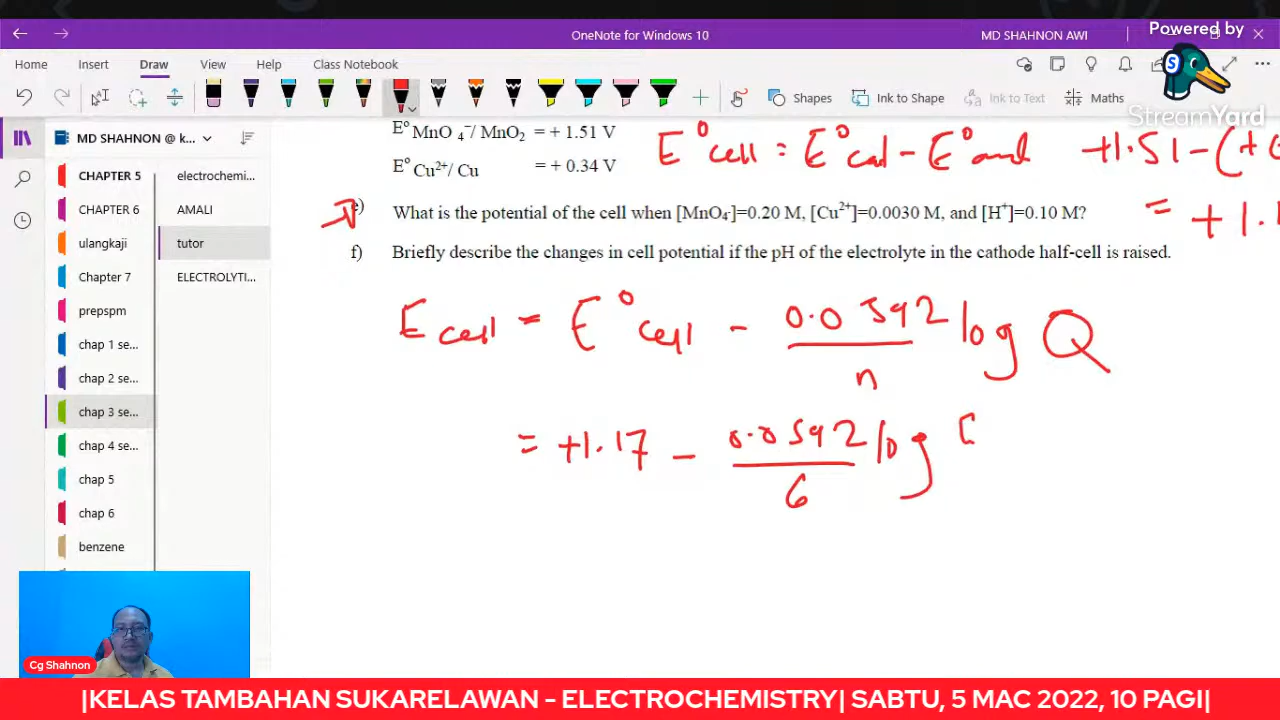 Powered by
OneNote for Windows 10
MD SHAHNON AWI
Home Insert Draw View Help Class Notebook
StreamYard
Shapes Ink to Shape Ink to Text Maths
MD SHAHNON @ k...
CHAPTER 5
CHAPTER 6
ulangkaji
Chapter 7
prepspm
chap 1 se...
chap 2 se...
chap 3 se...
chap 4 se...
chap 5
chap 6
benzene
electrochemi...
AMALI
tutor
ELECTROLYTI...
E° MnO 4⁻/ MnO2 = + 1.51 V
E° Cu²⁺/ Cu = + 0.34 V
E°cell = E°cat - E°and +1.51 - (+
= +1.1
e) What is the potential of the cell when [MnO4-]=0.20 M, [Cu2+]=0.0030 M, and [H+]=0.10 M?
f) Briefly describe the changes in cell potential if the pH of the electrolyte in the cathode half-cell is raised.
E cell = E° cell - 0.0592/n log Q
= +1.17 - 0.0592/6 log [
Cg Shahnon
|KELAS TAMBAHAN SUKARELAWAN - ELECTROCHEMISTRY| SABTU, 5 MAC 2022, 10 PAGI|